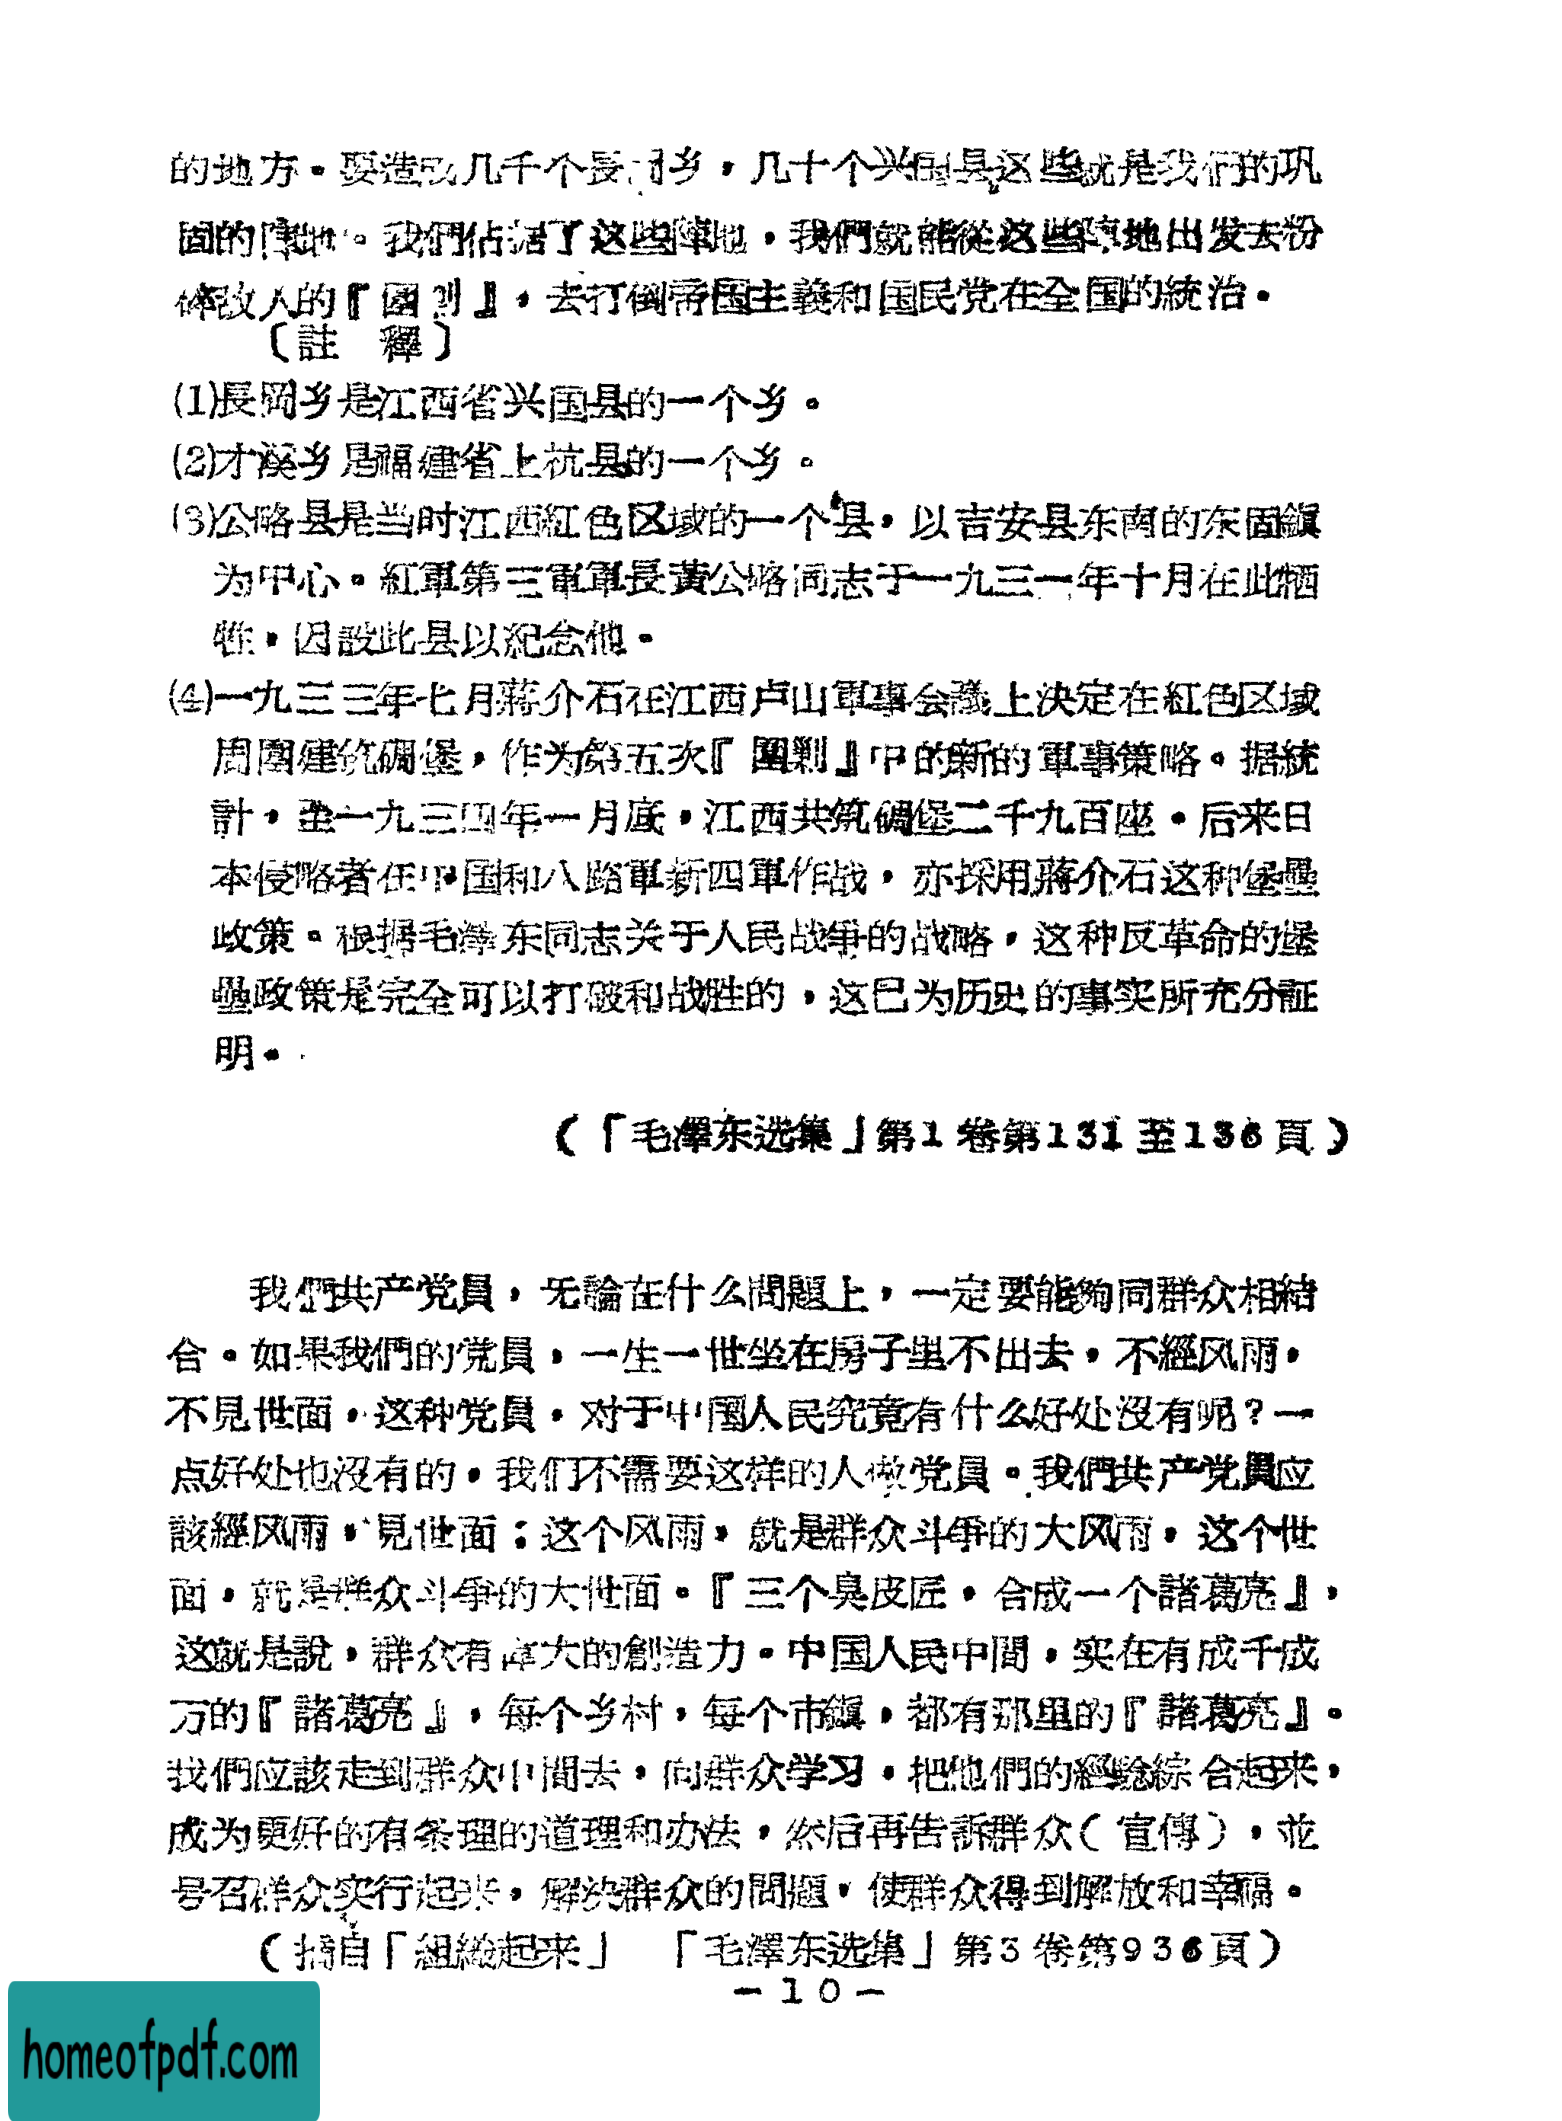 的地方。要造成几千个長冈乡，几十个兴国县这些就是我們的巩
固的陣地。我們佔据了这些陣地，我們就能從这些陣地出发去粉
碎敌人的『圍剿』，去打倒帝国主義和国民党在全国的統治。
〔註　釋〕
(1)長岡乡是江西省兴国县的一个乡。
(2)才溪乡是福建省上杭县的一个乡。
(3)公略县是当时江西紅色区域的一个县，以吉安县东南的东固鎭
为中心。紅軍第三軍軍長黄公略同志于一九三一年十月在此牺
牲，因設此县以紀念他。
(4)一九三三年七月蔣介石在江西卢山軍事会議上决定在紅色区域
周圍建筑碉堡，作为第五次『圍剿』中的新的軍事策略。据統
計，至一九三四年一月底，江西共筑碉堡二千九百座。后来日
本侵略者在中国和八路軍新四軍作战，亦採用蔣介石这种堡壘
政策。根据毛澤东同志关于人民战爭的战略，这种反革命的堡
壘政策是完全可以打破和战胜的，这已为历史的事实所充分証
明。
（「毛澤东选集」第1卷第131至136頁）
我們共产党員，无論在什么問題上，一定要能夠同群众相結
合。如果我們的党員，一生一世坐在房子里不出去，不經风雨，
不見世面，这种党員，对于中国人民究竟有什么好处沒有呢？一
点好处也沒有的，我们不需要这样的人做党員。我們共产党員应
該經风雨，見世面；这个风雨，就是群众斗爭的大风雨，这个世
面，就是群众斗爭的大世面。『三个臭皮匠，合成一个諸葛亮』，
这就是說，群众有偉大的創造力。中国人民中間，实在有成千成
万的『諸葛亮』，每个乡村，每个市鎭，都有那里的『諸葛亮』。
我們应該走到群众中間去，向群众学习，把他們的經驗綜合起来，
成为更好的有条理的道理和办法，然后再告訴群众（宣傳），並
号召群众实行起来，解决群众的問題，使群众得到解放和幸福。
（摘自「組織起来」　「毛澤东选集」第3卷第936頁）
—10—
homeofpdf.com